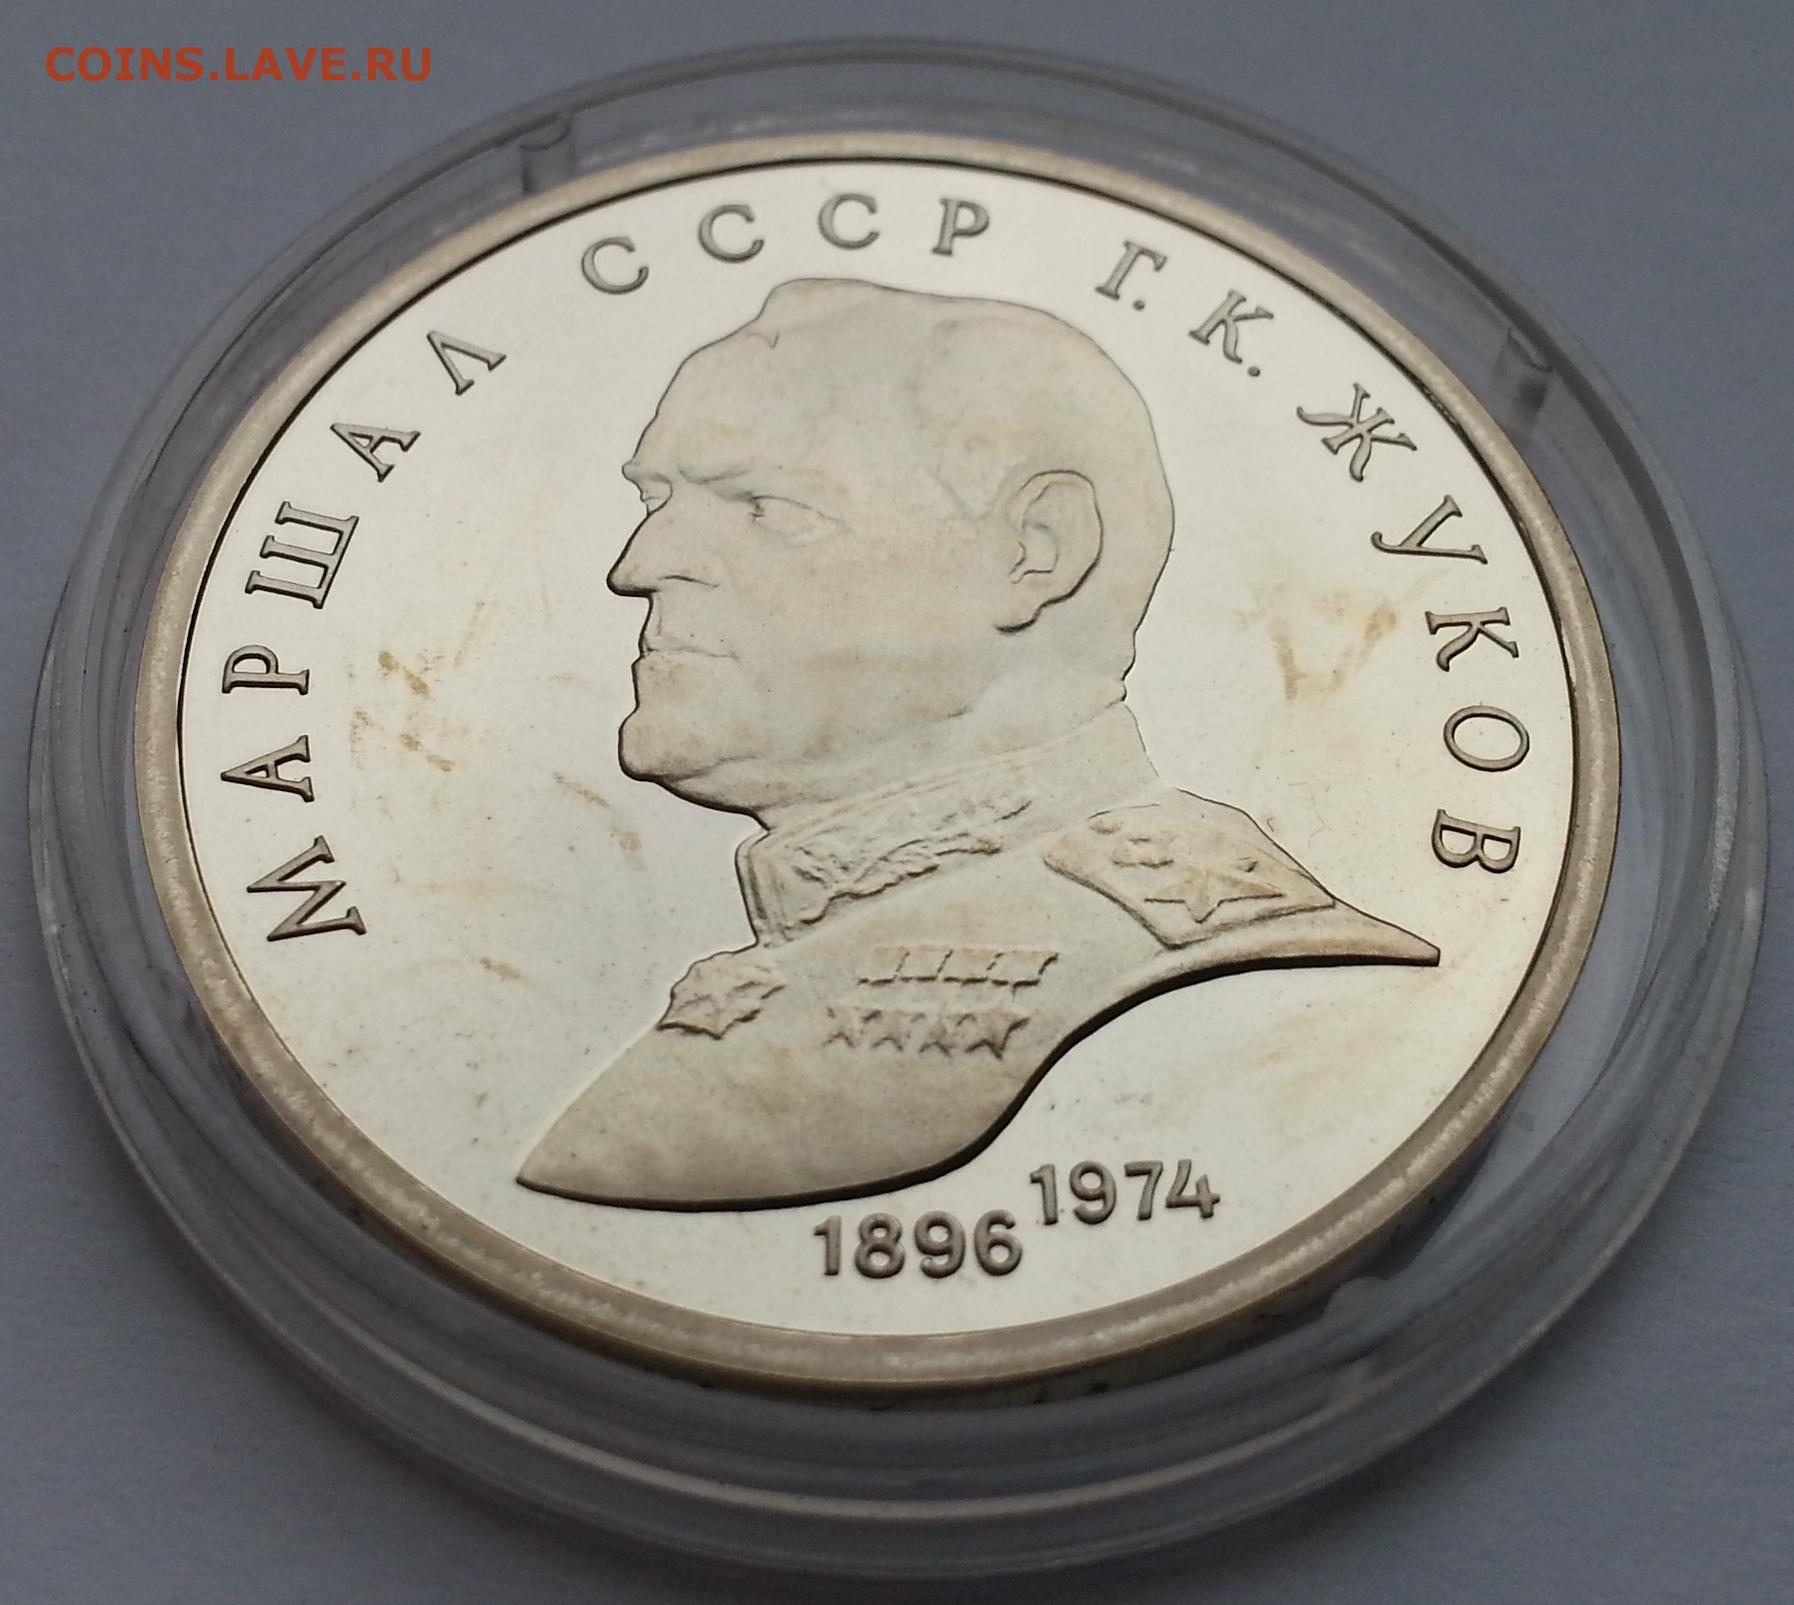 COINS.LAVE.RU
МАРШАЛ СССР Г.К.ЖУКОВ
1896 1974